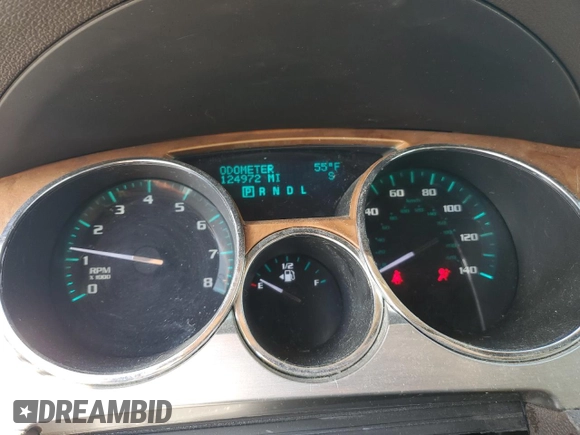 ODOMETER 55°F
124972 MI S
P R N D L
0 1 2 3 4 5 6 7 8
RPM
X 1000
1/2
E F
60 80 100 120 140
DREAMBID